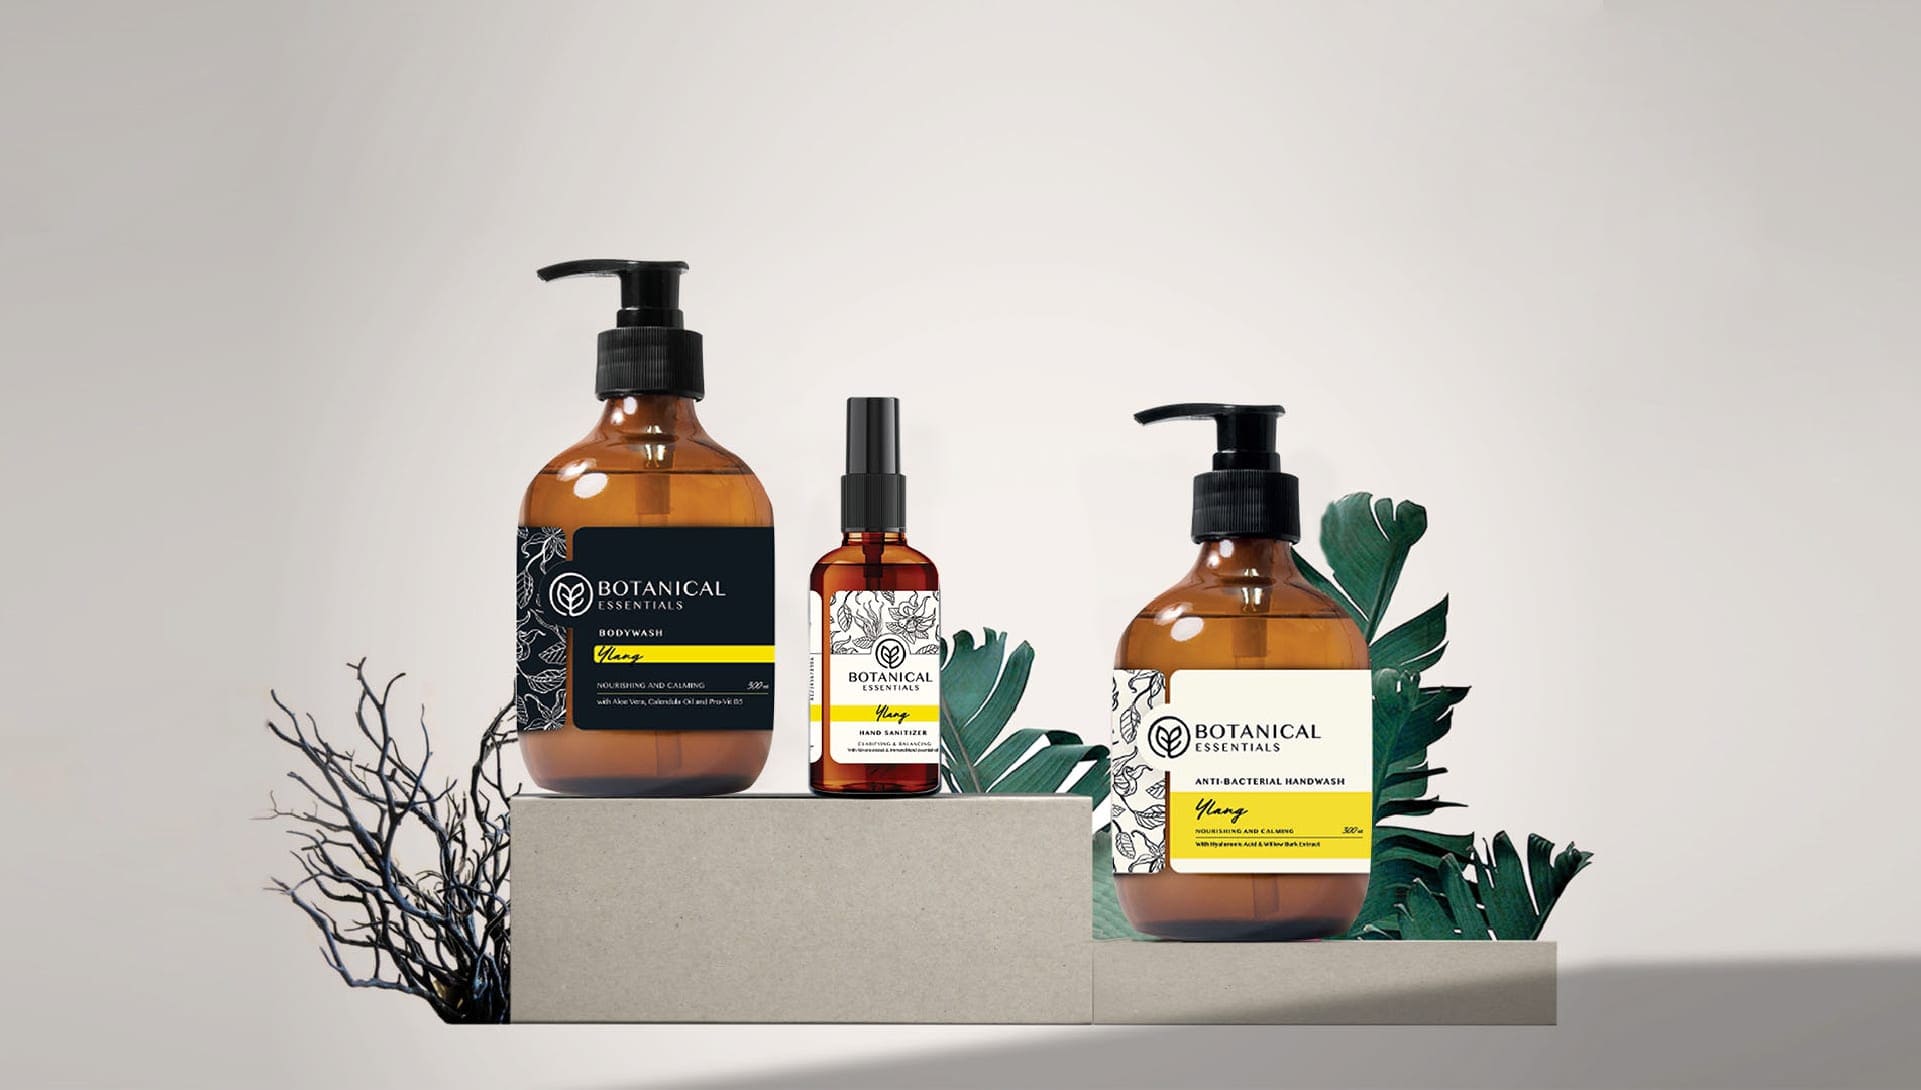 BOTANICAL
ESSENTIALS
BODYWASH
Ylang
NOURISHING AND CALMING 300 ml
with Aloe Vera, Calendula Oil and Pro-Vit B5
BOTANICAL
ESSENTIALS
Ylang
HAND SANITIZER
CLARIFYING & BALANCING
BOTANICAL
ESSENTIALS
ANTI-BACTERIAL HANDWASH
Ylang
NOURISHING AND CALMING 300 ml
With Hyaluronic Acid & Willow Bark Extract